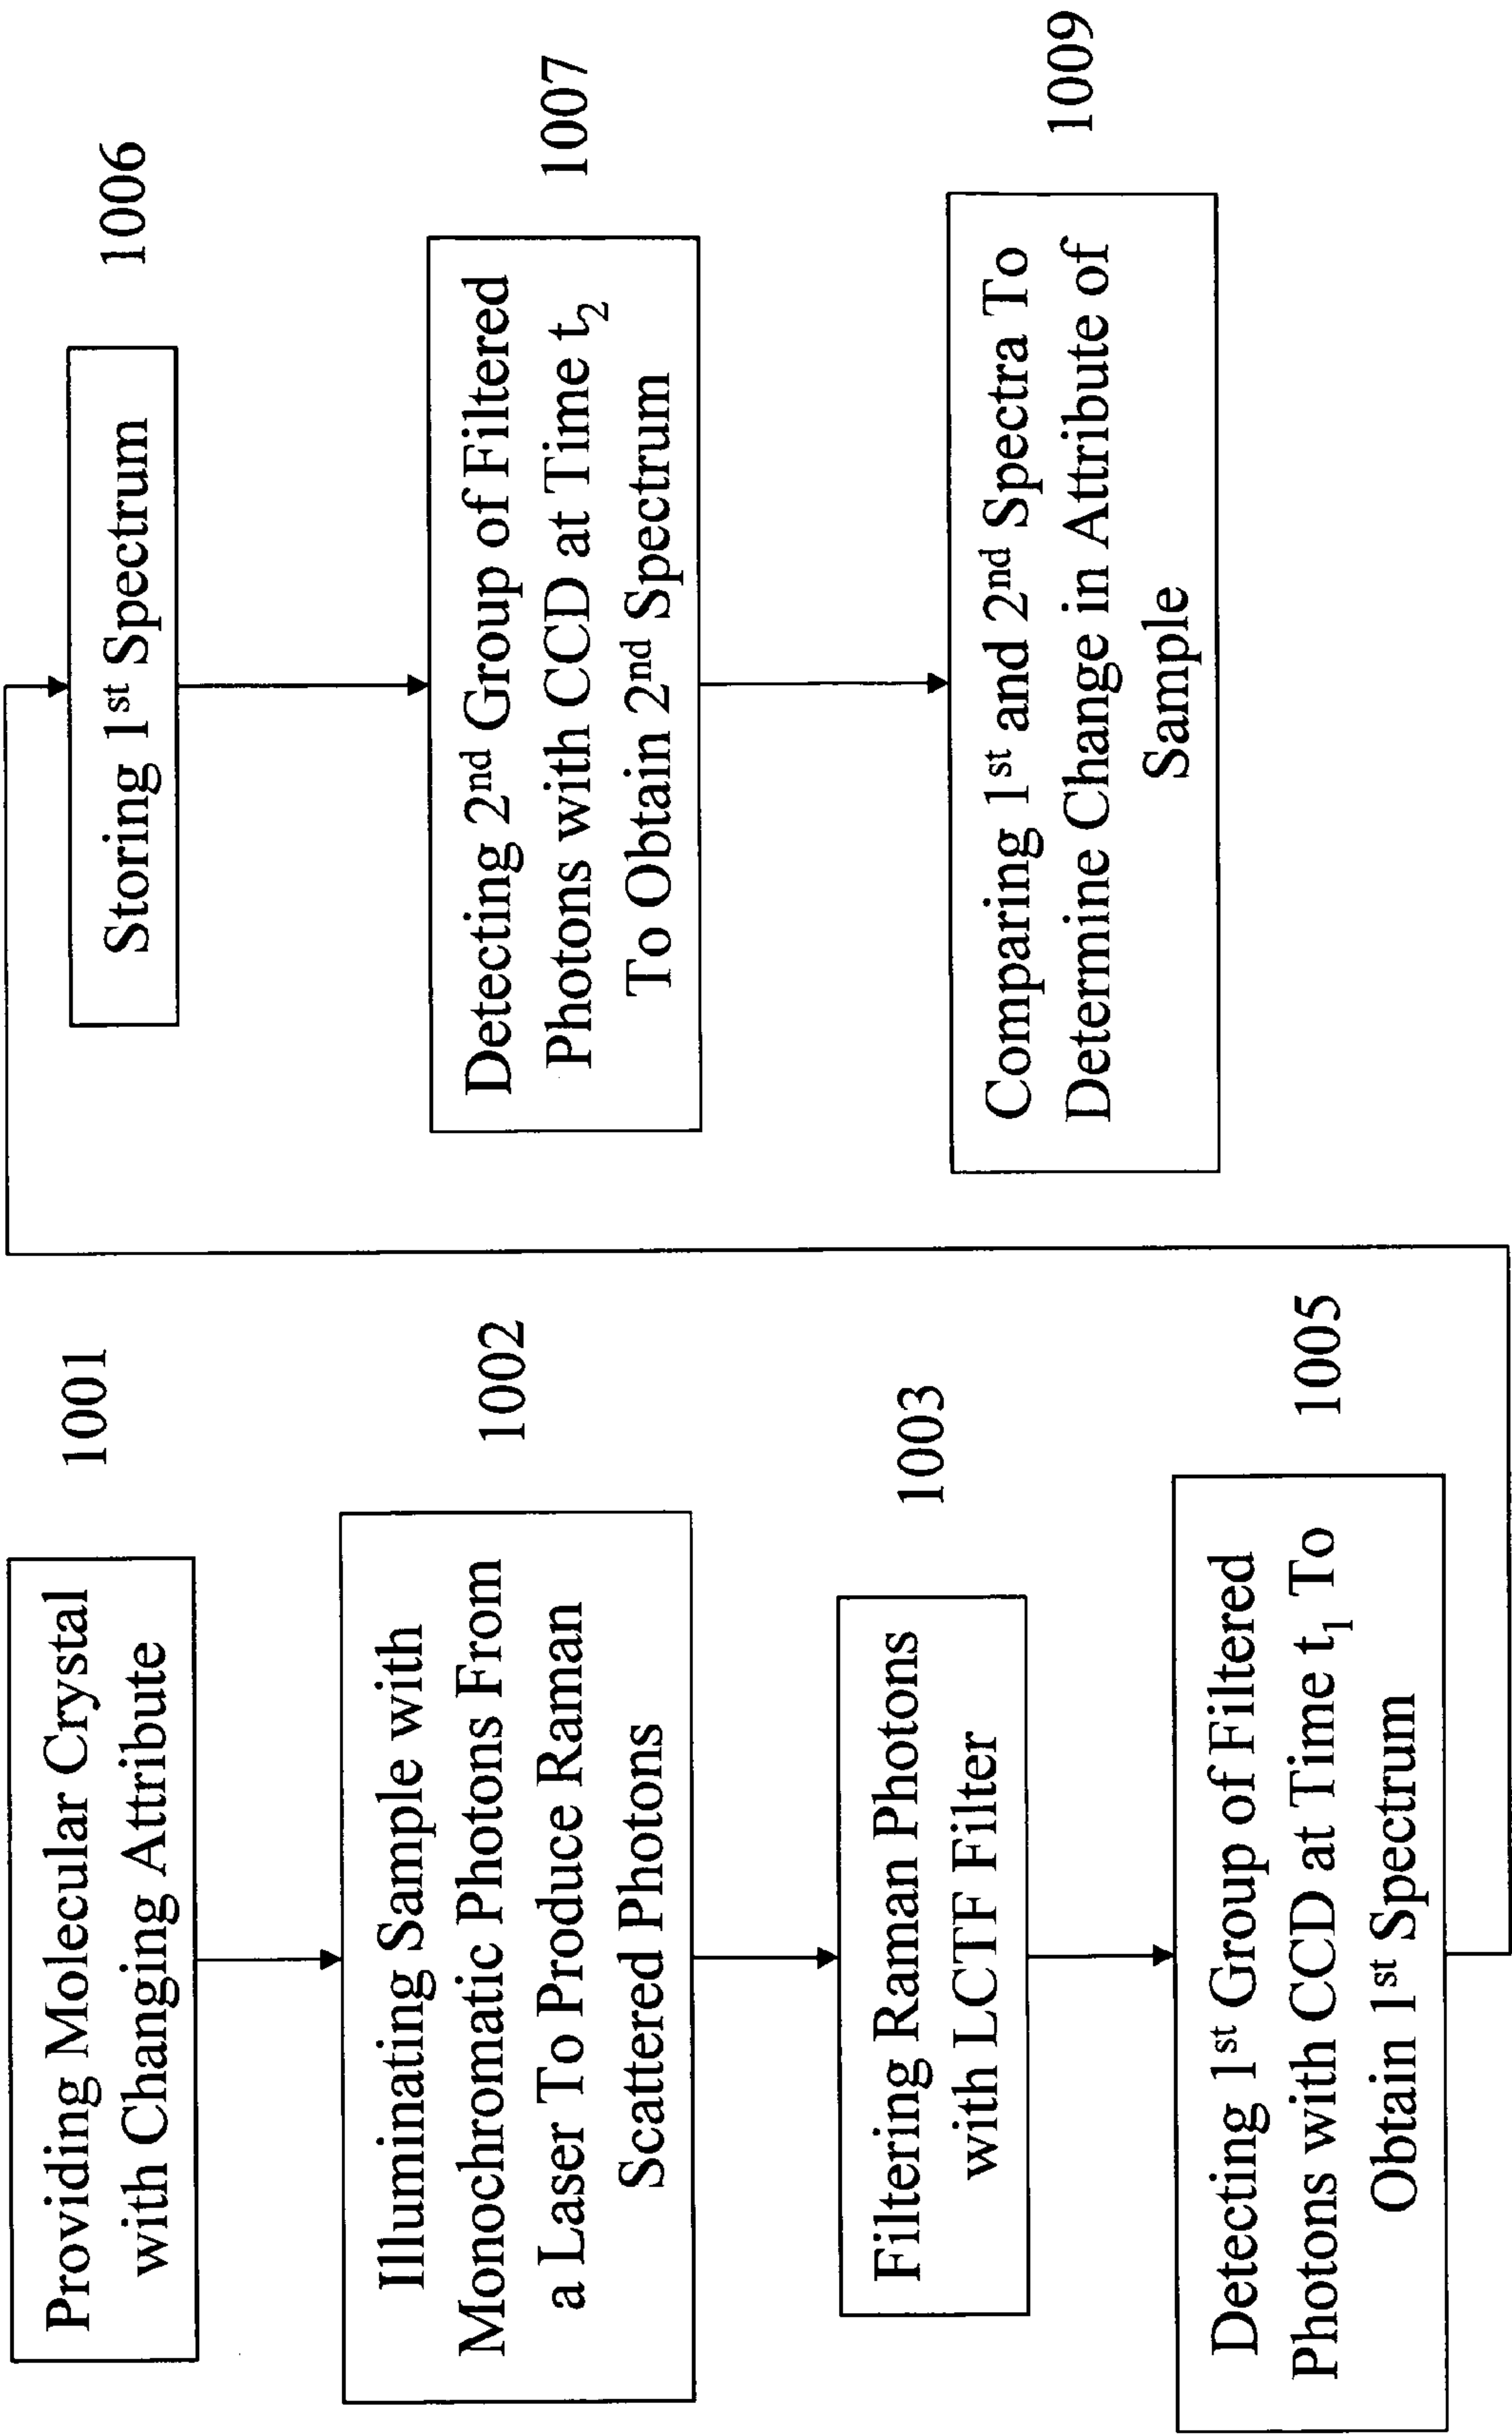 Providing Molecular Crystal
with Changing Attribute
1001
Illuminating Sample with
Monochromatic Photons From
a Laser To Produce Raman
Scattered Photons
1002
Filtering Raman Photons
with LCTF Filter
1003
Detecting 1st Group of Filtered
Photons with CCD at Time t1 To
Obtain 1st Spectrum
1005
Storing 1st Spectrum
1006
Detecting 2nd Group of Filtered
Photons with CCD at Time t2
To Obtain 2nd Spectrum
1007
Comparing 1st and 2nd Spectra To
Determine Change in Attribute of
Sample
1009